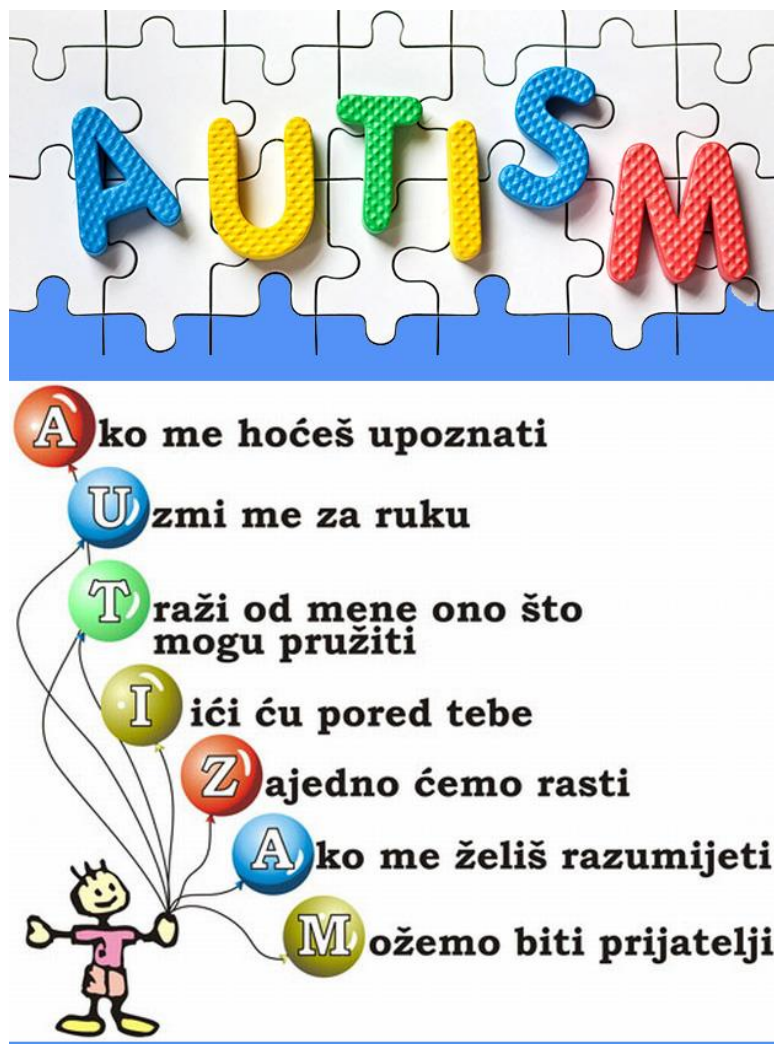 AUTISM
Ako me hoćeš upoznati
Uzmi me za ruku
Traži od mene ono što
mogu pružiti
I ići ću pored tebe
Zajedno ćemo rasti
Ako me želiš razumijeti
Možemo biti prijatelji